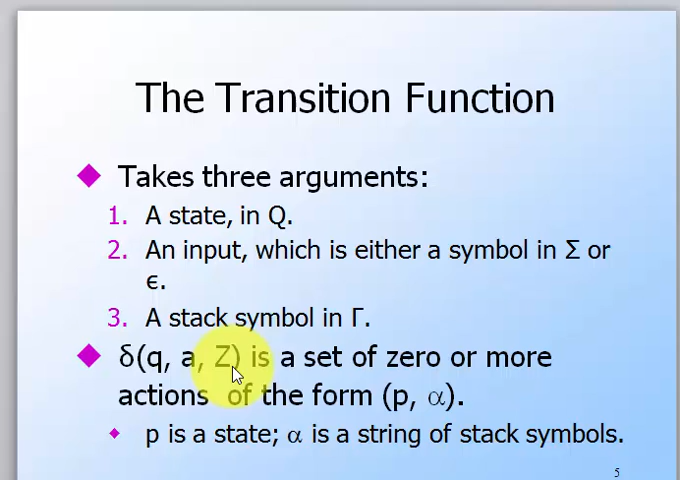 The Transition Function
Takes three arguments:
1. A state, in Q.
2. An input, which is either a symbol in Σ or
ϵ.
3. A stack symbol in Γ.
δ(q, a, Z) is a set of zero or more
actions of the form (p, α).
p is a state; α is a string of stack symbols.
5